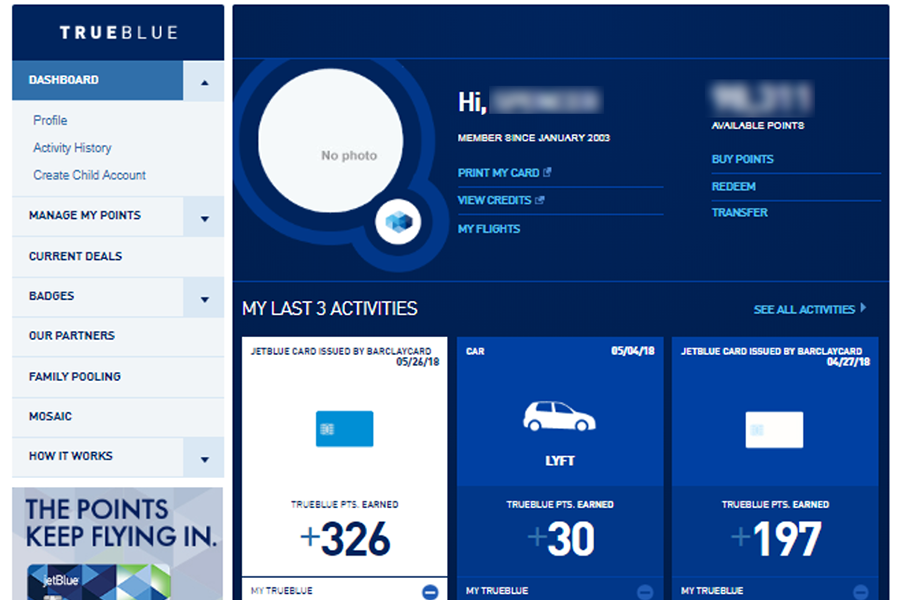 TRUEBLUE
DASHBOARD
Profile
Activity History
Create Child Account
MANAGE MY POINTS
CURRENT DEALS
BADGES
OUR PARTNERS
FAMILY POOLING
MOSAIC
HOW IT WORKS
THE POINTS
KEEP FLYING IN.
jetBlue
No photo
Hi,
MEMBER SINCE JANUARY 2003
PRINT MY CARD
VIEW CREDITS
MY FLIGHTS
AVAILABLE POINTS
BUY POINTS
REDEEM
TRANSFER
MY LAST 3 ACTIVITIES
SEE ALL ACTIVITIES
JETBLUE CARD ISSUED BY BARCLAYCARD
05/26/18
TRUEBLUE PTS. EARNED
+326
MY TRUEBLUE
CAR 05/04/18
LYFT
TRUEBLUE PTS. EARNED
+30
MY TRUEBLUE
JETBLUE CARD ISSUED BY BARCLAYCARD
04/27/18
TRUEBLUE PTS. EARNED
+197
MY TRUEBLUE